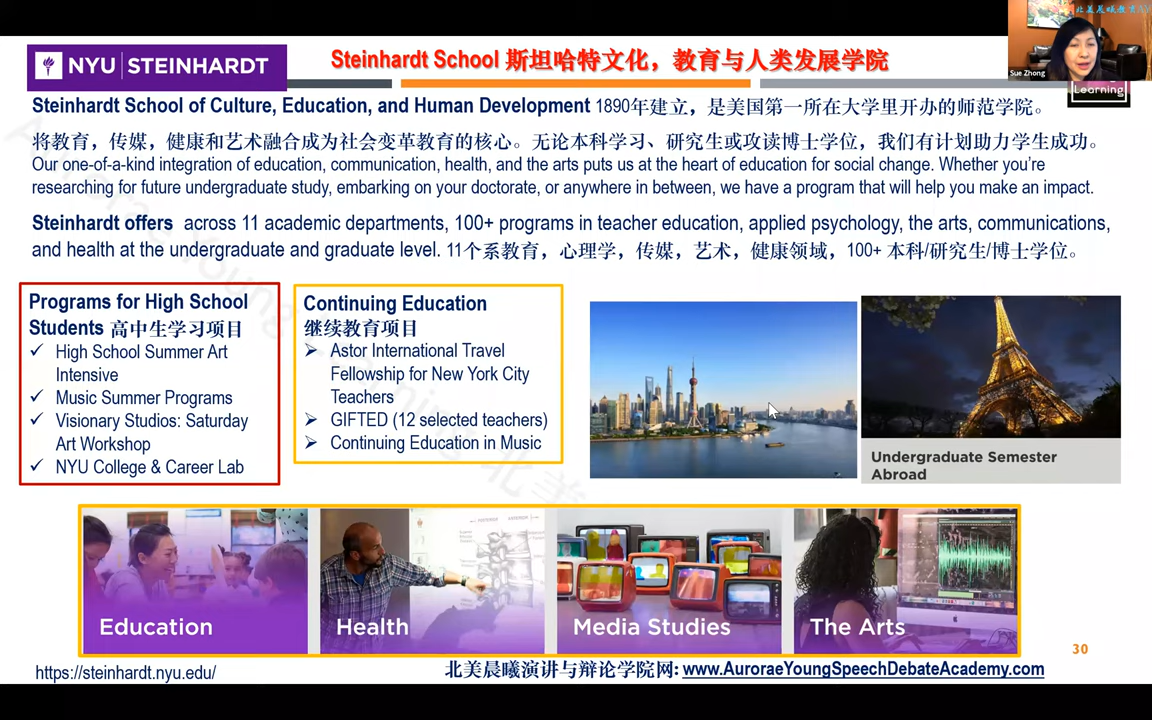 北美晨曦教育
Sue Zhong
Learning
NYU STEINHARDT
Steinhardt School 斯坦哈特文化，教育与人类发展学院
Steinhardt School of Culture, Education, and Human Development 1890年建立，是美国第一所在大学里开办的师范学院。
将教育，传媒，健康和艺术融合成为社会变革教育的核心。无论本科学习、研究生或攻读博士学位，我们有计划助力学生成功。
Our one-of-a-kind integration of education, communication, health, and the arts puts us at the heart of education for social change. Whether you're
researching for future undergraduate study, embarking on your doctorate, or anywhere in between, we have a program that will help you make an impact.
Steinhardt offers across 11 academic departments, 100+ programs in teacher education, applied psychology, the arts, communications,
and health at the undergraduate and graduate level. 11个系教育，心理学，传媒，艺术，健康领域，100+ 本科/研究生/博士学位。
Programs for High School
Students 高中生学习项目
✓ High School Summer Art
Intensive
✓ Music Summer Programs
✓ Visionary Studios: Saturday
Art Workshop
✓ NYU College & Career Lab
Continuing Education
继续教育项目
➢ Astor International Travel
Fellowship for New York City
Teachers
➢ GIFTED (12 selected teachers)
➢ Continuing Education in Music
Undergraduate Semester
Abroad
Education
Health
Media Studies
The Arts
30
https://steinhardt.nyu.edu/
北美晨曦演讲与辩论学院网: www.AuroraeYoungSpeechDebateAcademy.com